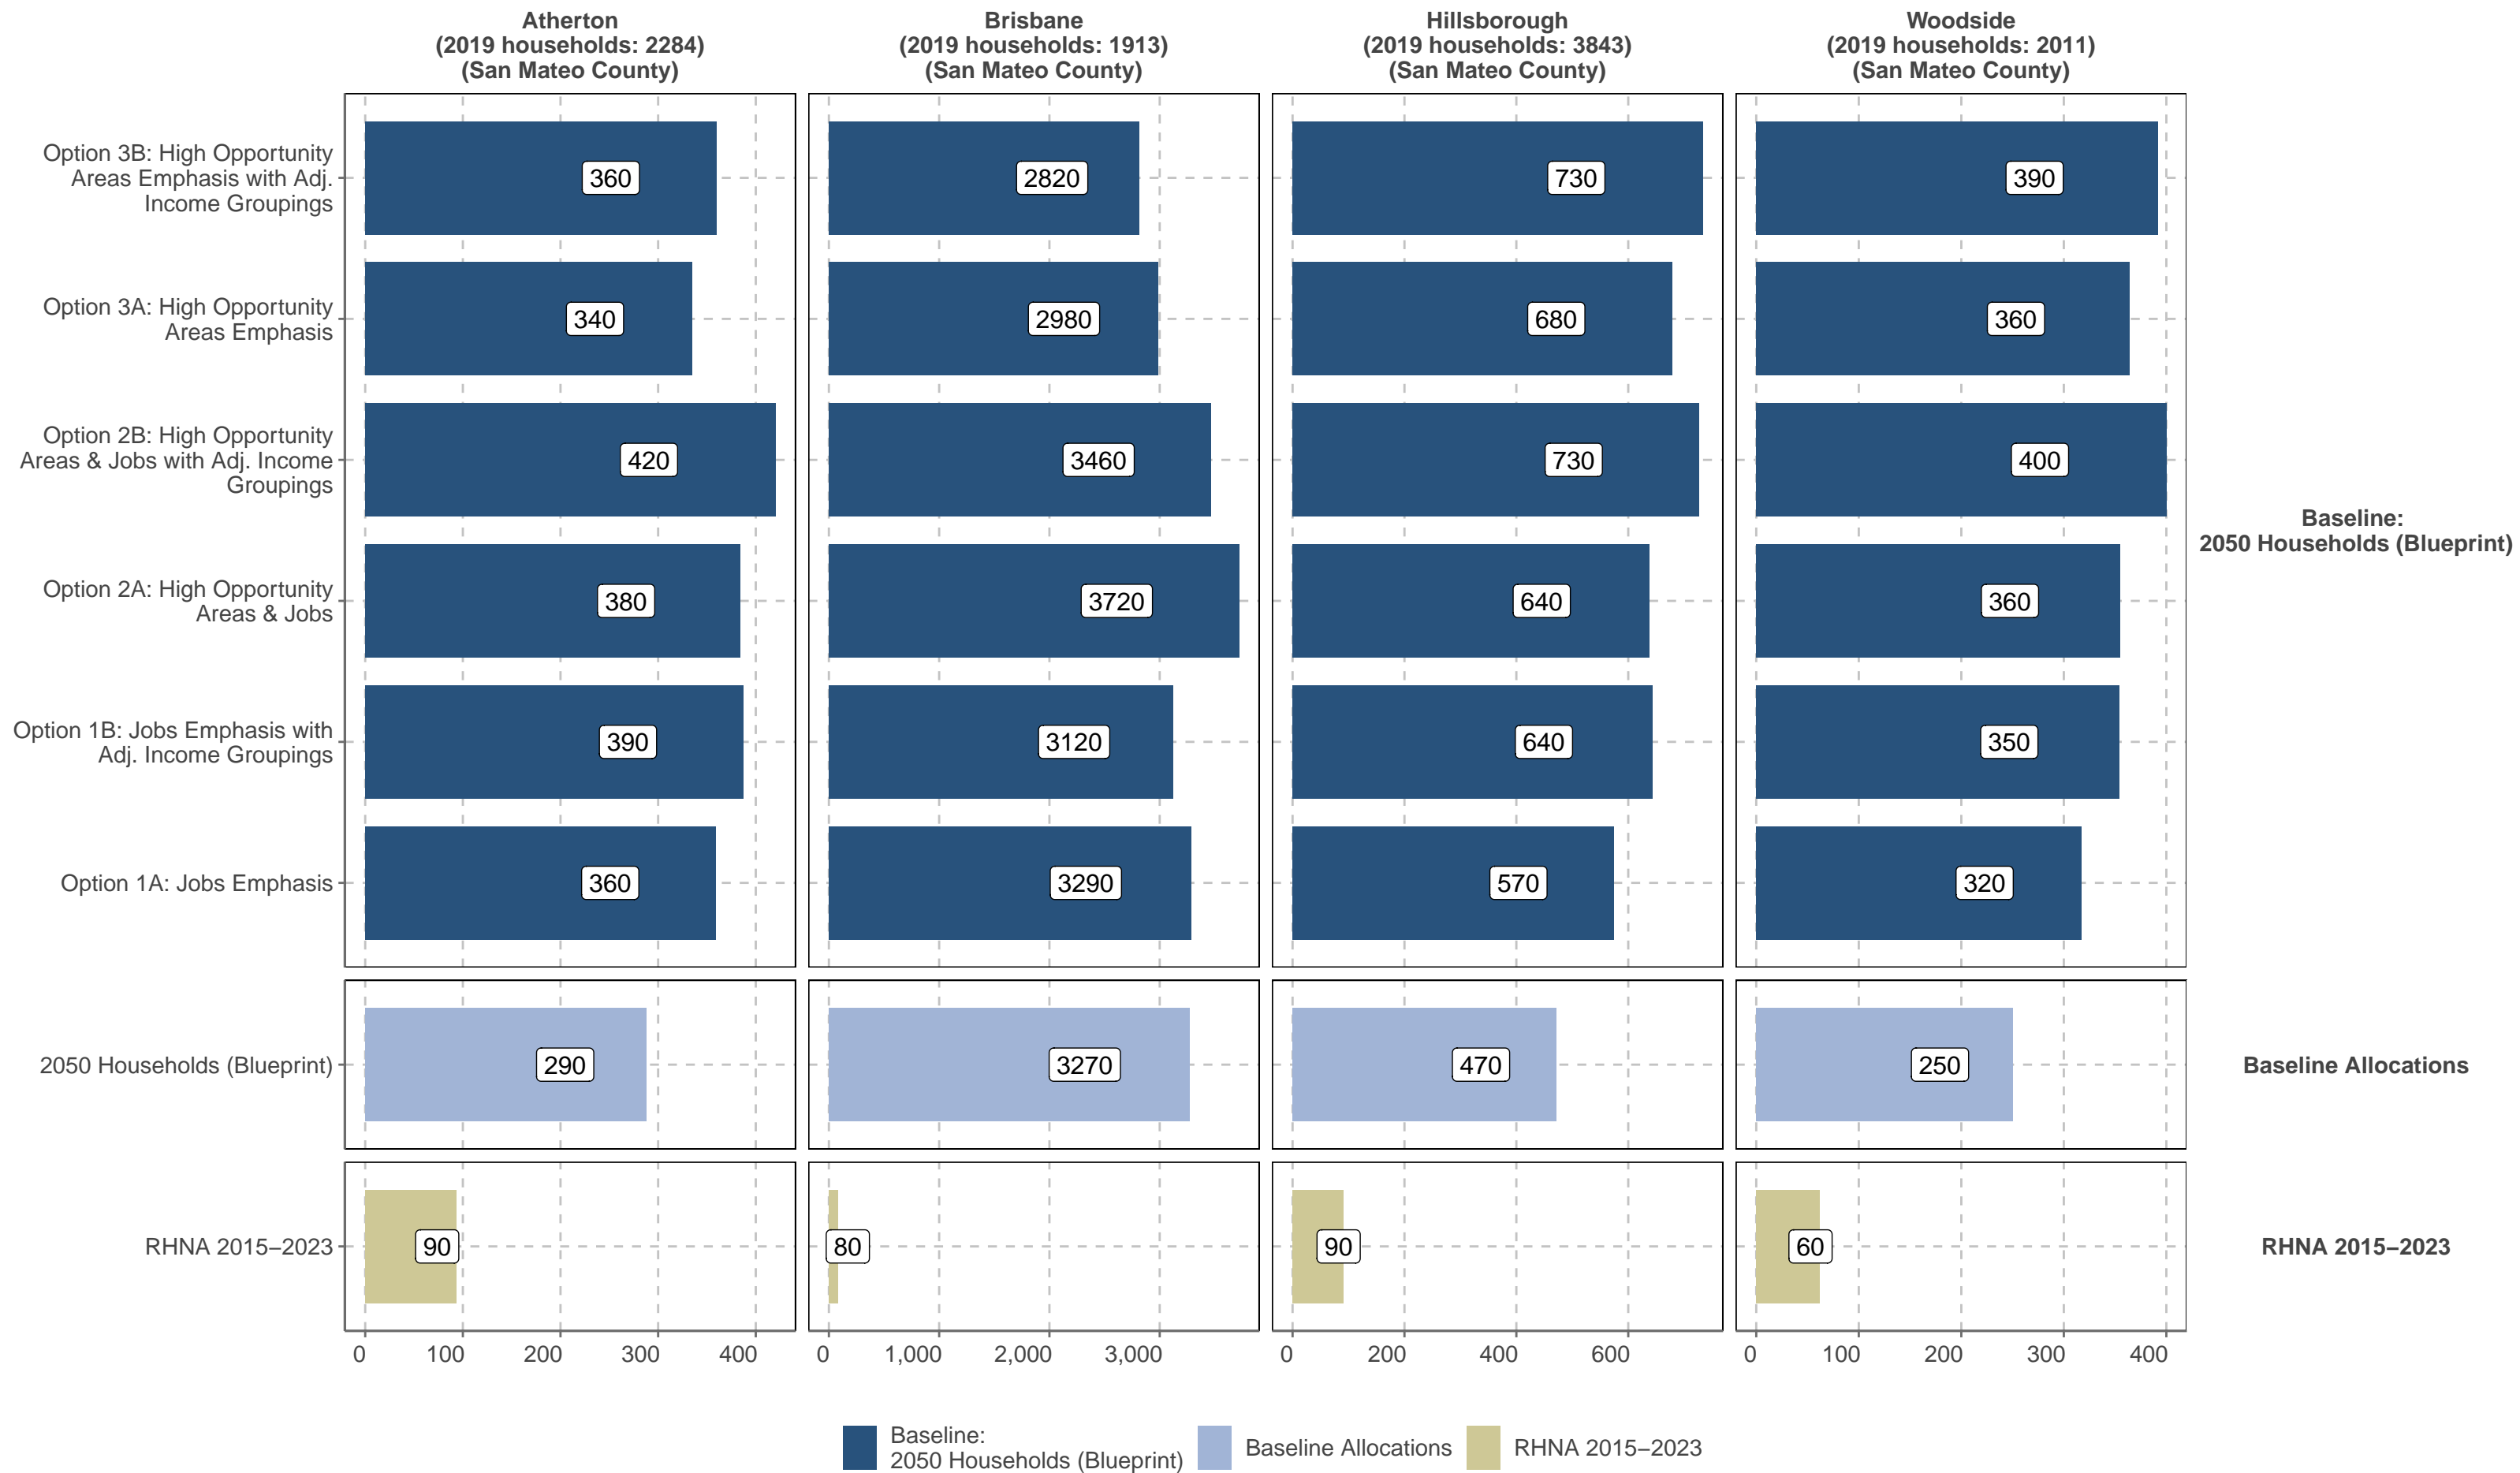 Atherton
(2019 households: 2284)
(San Mateo County)
Brisbane
(2019 households: 1913)
(San Mateo County)
Hillsborough
(2019 households: 3843)
(San Mateo County)
Woodside
(2019 households: 2011)
(San Mateo County)
Option 3B: High Opportunity
Areas Emphasis with Adj.
Income Groupings
360
2820
730
390
Option 3A: High Opportunity
Areas Emphasis
340
2980
680
360
Option 2B: High Opportunity
Areas & Jobs with Adj. Income
Groupings
420
3460
730
400
Baseline:
2050 Households (Blueprint)
Option 2A: High Opportunity
Areas & Jobs
380
3720
640
360
Option 1B: Jobs Emphasis with
Adj. Income Groupings
390
3120
640
350
Option 1A: Jobs Emphasis
360
3290
570
320
2050 Households (Blueprint)
290
3270
470
250
Baseline Allocations
RHNA 2015−2023
90
80
90
60
RHNA 2015−2023
0 100 200 300 400
0 1,000 2,000 3,000
0 200 400 600
0 100 200 300 400
Baseline:
2050 Households (Blueprint)
Baseline Allocations
RHNA 2015−2023